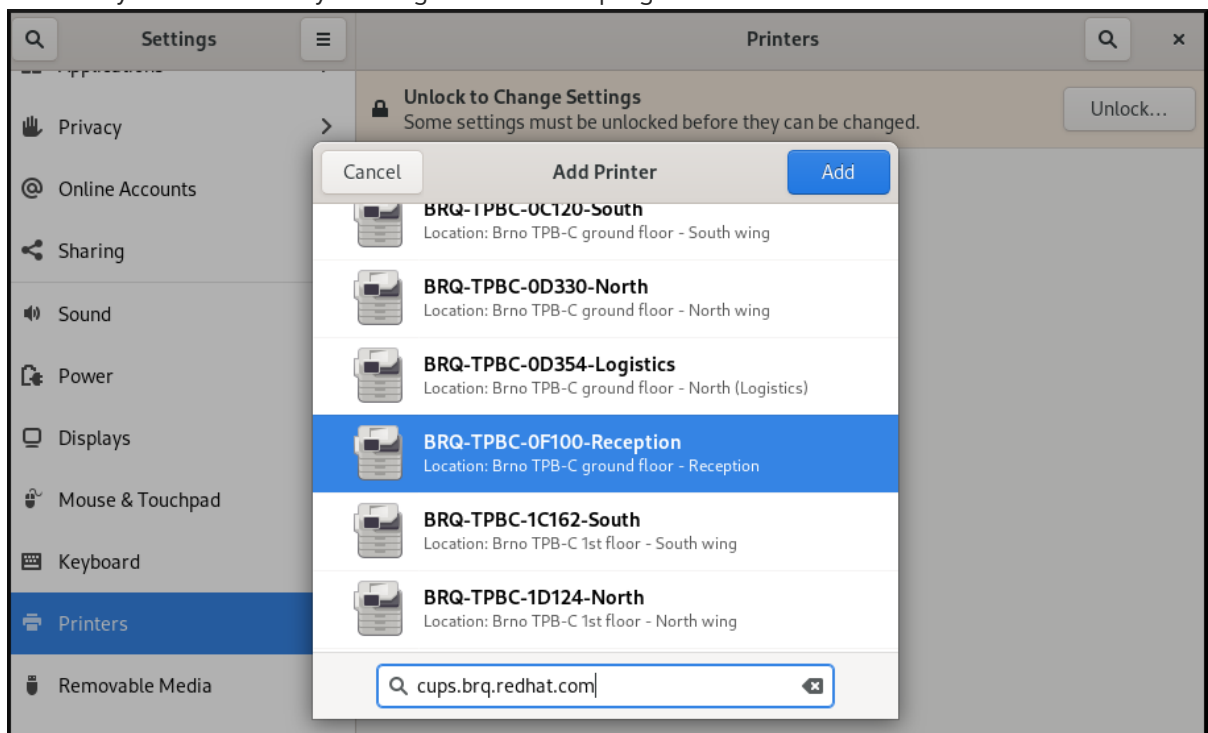 Settings
Printers
Unlock to Change Settings
Some settings must be unlocked before they can be changed.
Unlock...
Privacy
Online Accounts
Sharing
Sound
Power
Displays
Mouse & Touchpad
Keyboard
Printers
Removable Media
Cancel
Add Printer
Add
BRQ-TPBC-0C120-South
Location: Brno TPB-C ground floor - South wing
BRQ-TPBC-0D330-North
Location: Brno TPB-C ground floor - North wing
BRQ-TPBC-0D354-Logistics
Location: Brno TPB-C ground floor - North (Logistics)
BRQ-TPBC-0F100-Reception
Location: Brno TPB-C ground floor - Reception
BRQ-TPBC-1C162-South
Location: Brno TPB-C 1st floor - South wing
BRQ-TPBC-1D124-North
Location: Brno TPB-C 1st floor - North wing
cups.brq.redhat.com